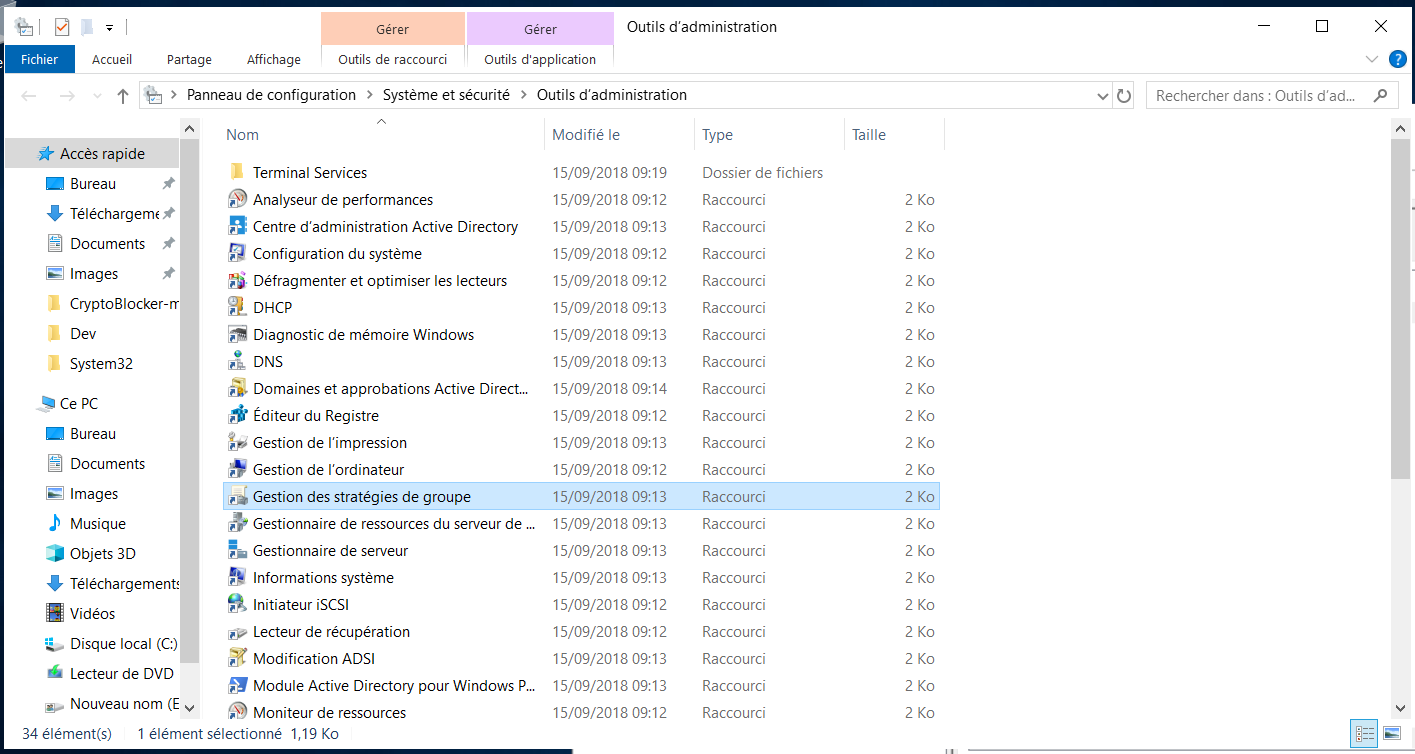 Gérer Gérer Outils d'administration
Fichier Accueil Partage Affichage Outils de raccourci Outils d'application ?
Panneau de configuration > Système et sécurité > Outils d'administration Rechercher dans : Outils d'ad...
Nom Modifié le Type Taille
Accès rapide
Bureau
Téléchargeme
Documents
Images
CryptoBlocker-m
Dev
System32
Ce PC
Bureau
Documents
Images
Musique
Objets 3D
Téléchargements
Vidéos
Disque local (C:)
Lecteur de DVD
Nouveau nom (E
Terminal Services 15/09/2018 09:19 Dossier de fichiers
Analyseur de performances 15/09/2018 09:12 Raccourci 2 Ko
Centre d'administration Active Directory 15/09/2018 09:13 Raccourci 2 Ko
Configuration du système 15/09/2018 09:12 Raccourci 2 Ko
Défragmenter et optimiser les lecteurs 15/09/2018 09:12 Raccourci 2 Ko
DHCP 15/09/2018 09:13 Raccourci 2 Ko
Diagnostic de mémoire Windows 15/09/2018 09:13 Raccourci 2 Ko
DNS 15/09/2018 09:13 Raccourci 2 Ko
Domaines et approbations Active Direct... 15/09/2018 09:14 Raccourci 2 Ko
Éditeur du Registre 15/09/2018 09:12 Raccourci 2 Ko
Gestion de l'impression 15/09/2018 09:13 Raccourci 2 Ko
Gestion de l'ordinateur 15/09/2018 09:12 Raccourci 2 Ko
Gestion des stratégies de groupe 15/09/2018 09:13 Raccourci 2 Ko
Gestionnaire de ressources du serveur de ... 15/09/2018 09:13 Raccourci 2 Ko
Gestionnaire de serveur 15/09/2018 09:13 Raccourci 2 Ko
Informations système 15/09/2018 09:13 Raccourci 2 Ko
Initiateur iSCSI 15/09/2018 09:12 Raccourci 2 Ko
Lecteur de récupération 15/09/2018 09:12 Raccourci 2 Ko
Modification ADSI 15/09/2018 09:13 Raccourci 2 Ko
Module Active Directory pour Windows P... 15/09/2018 09:13 Raccourci 2 Ko
Moniteur de ressources 15/09/2018 09:12 Raccourci 2 Ko
34 élément(s) 1 élément sélectionné 1,19 Ko